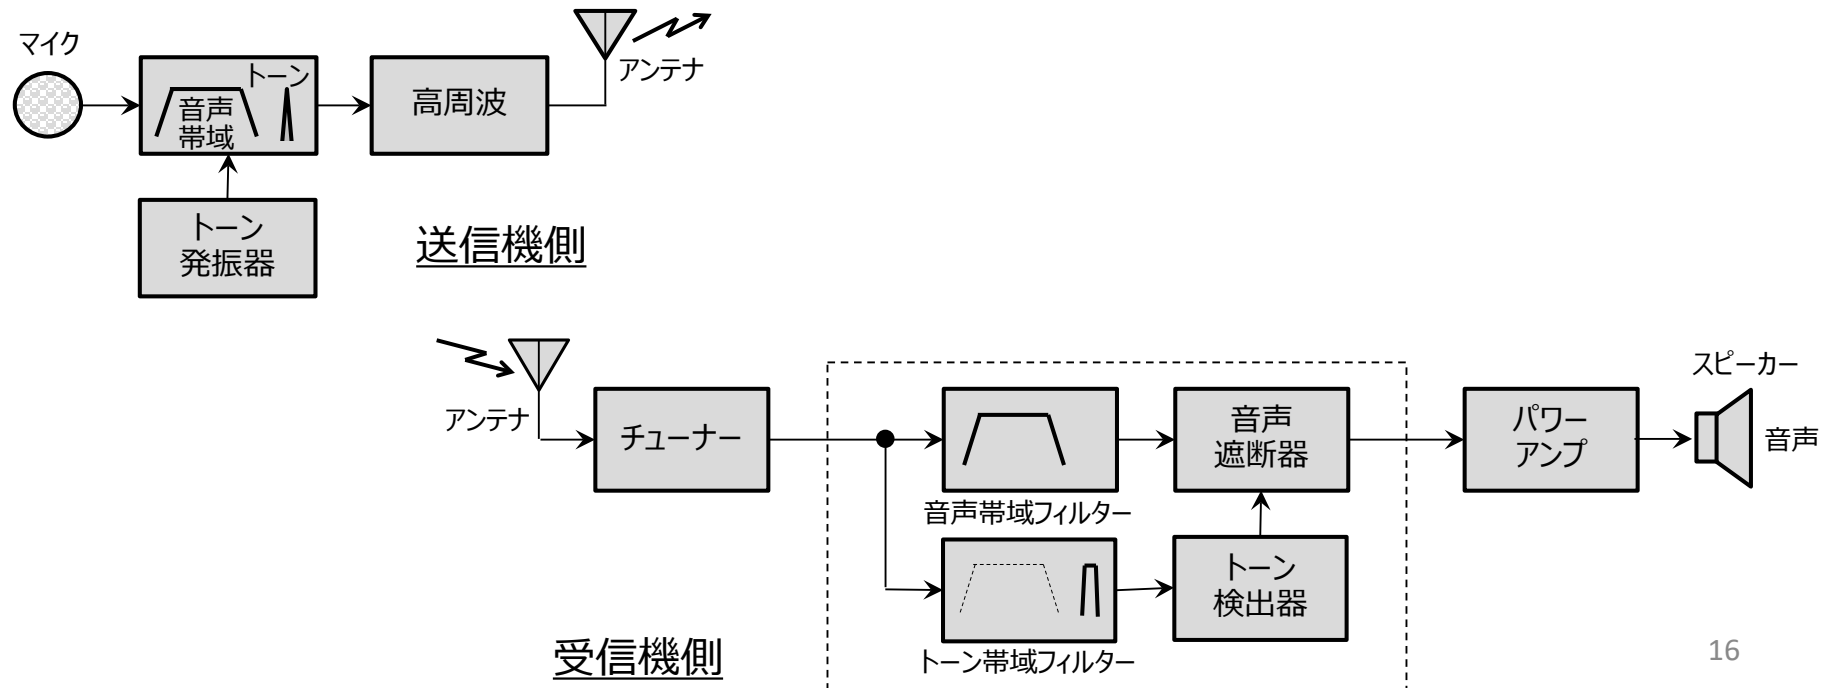 マイク
トーン
音声
帯域
高周波
アンテナ
トーン
発振器
送信機側
アンテナ
チューナー
音声帯域フィルター
音声
遮断器
パワー
アンプ
スピーカー
音声
トーン帯域フィルター
トーン
検出器
受信機側
16